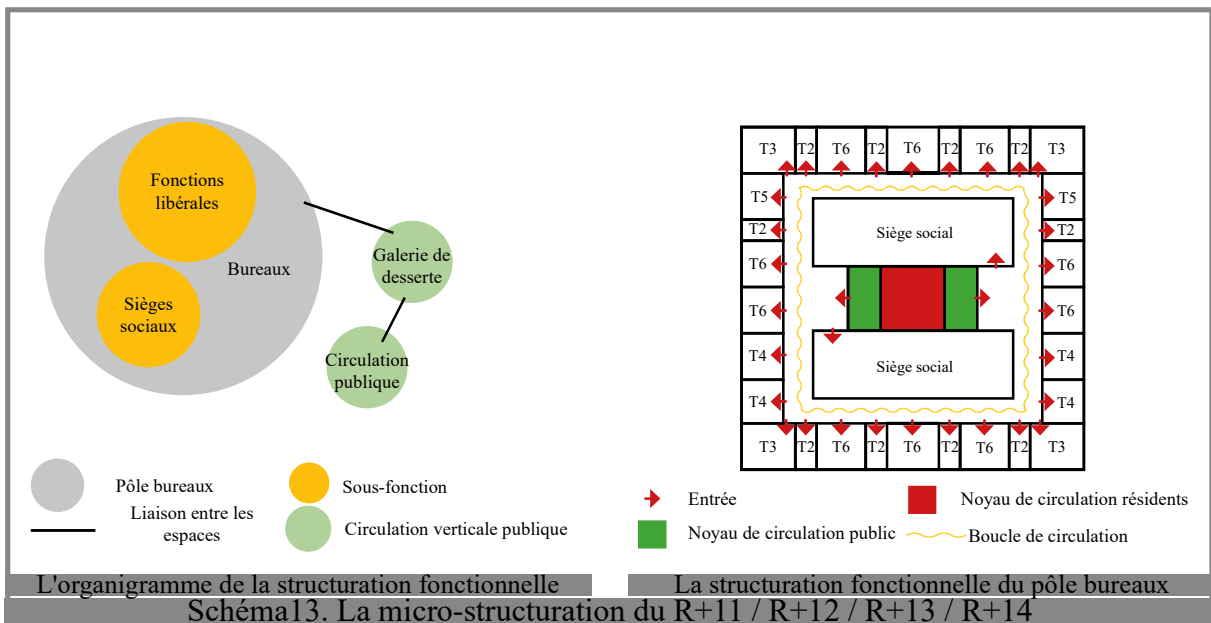 Fonctions
libérales
Bureaux
Sièges
sociaux
Galerie de
desserte
Circulation
publique
Pôle bureaux
Liaison entre les
espaces
Sous-fonction
Circulation verticale publique
T3 T2 T6 T2 T6 T2 T6 T2 T3
T5 T5
T2 Siège social T2
T6 T6
T6 T6
T4 Siège social T4
T4 T4
T3 T2 T6 T2 T6 T2 T6 T2 T3
Entrée
Noyau de circulation résidents
Noyau de circulation public
Boucle de circulation
L'organigramme de la structuration fonctionnelle
La structuration fonctionnelle du pôle bureaux
Schéma13. La micro-structuration du R+11 / R+12 / R+13 / R+14